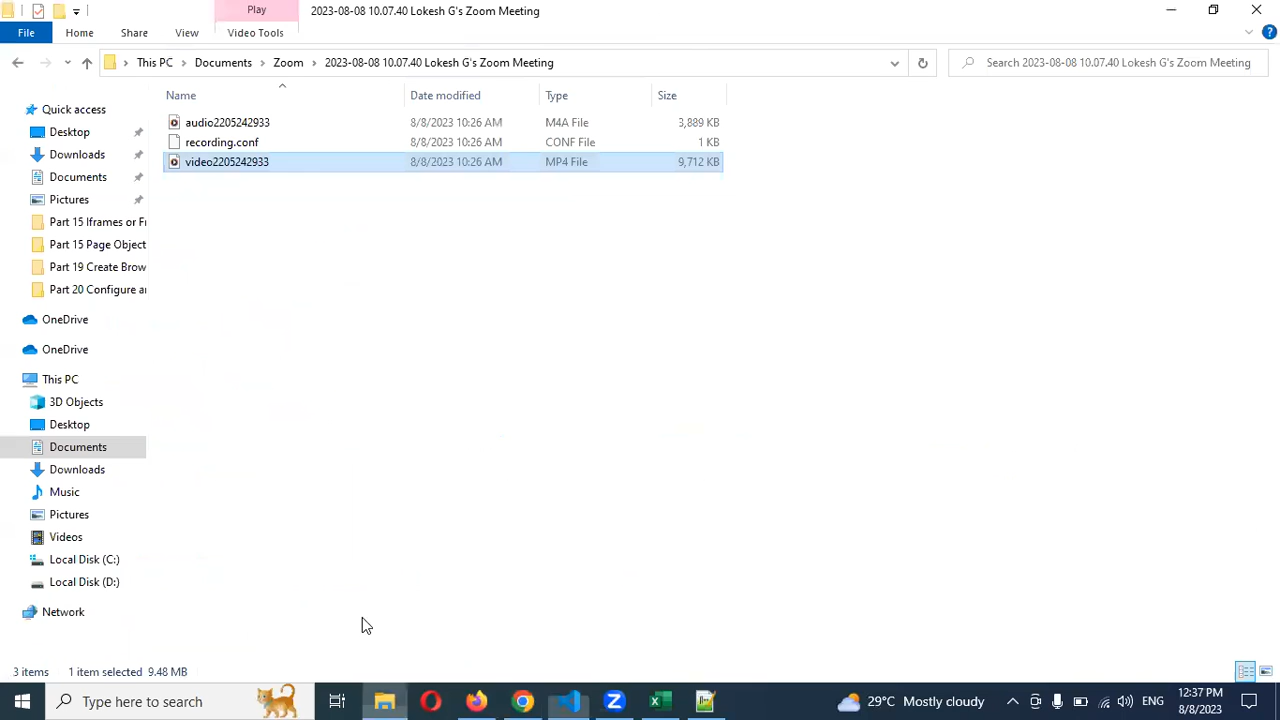 Play
2023-08-08 10.07.40 Lokesh G's Zoom Meeting
File Home Share View Video Tools
This PC Documents Zoom 2023-08-08 10.07.40 Lokesh G's Zoom Meeting
Search 2023-08-08 10.07.40 Lokesh G's Zoom Meeting
Name Date modified Type Size
audio2205242933 8/8/2023 10:26 AM M4A File 3,889 KB
recording.conf 8/8/2023 10:26 AM CONF File 1 KB
video2205242933 8/8/2023 10:26 AM MP4 File 9,712 KB
Quick access
Desktop
Downloads
Documents
Pictures
Part 15 Iframes or Fr
Part 15 Page Object
Part 19 Create Brow
Part 20 Configure ar
OneDrive
OneDrive
This PC
3D Objects
Desktop
Documents
Downloads
Music
Pictures
Videos
Local Disk (C:)
Local Disk (D:)
Network
3 items 1 item selected 9.48 MB
Type here to search
29°C Mostly cloudy
ENG
12:37 PM
8/8/2023